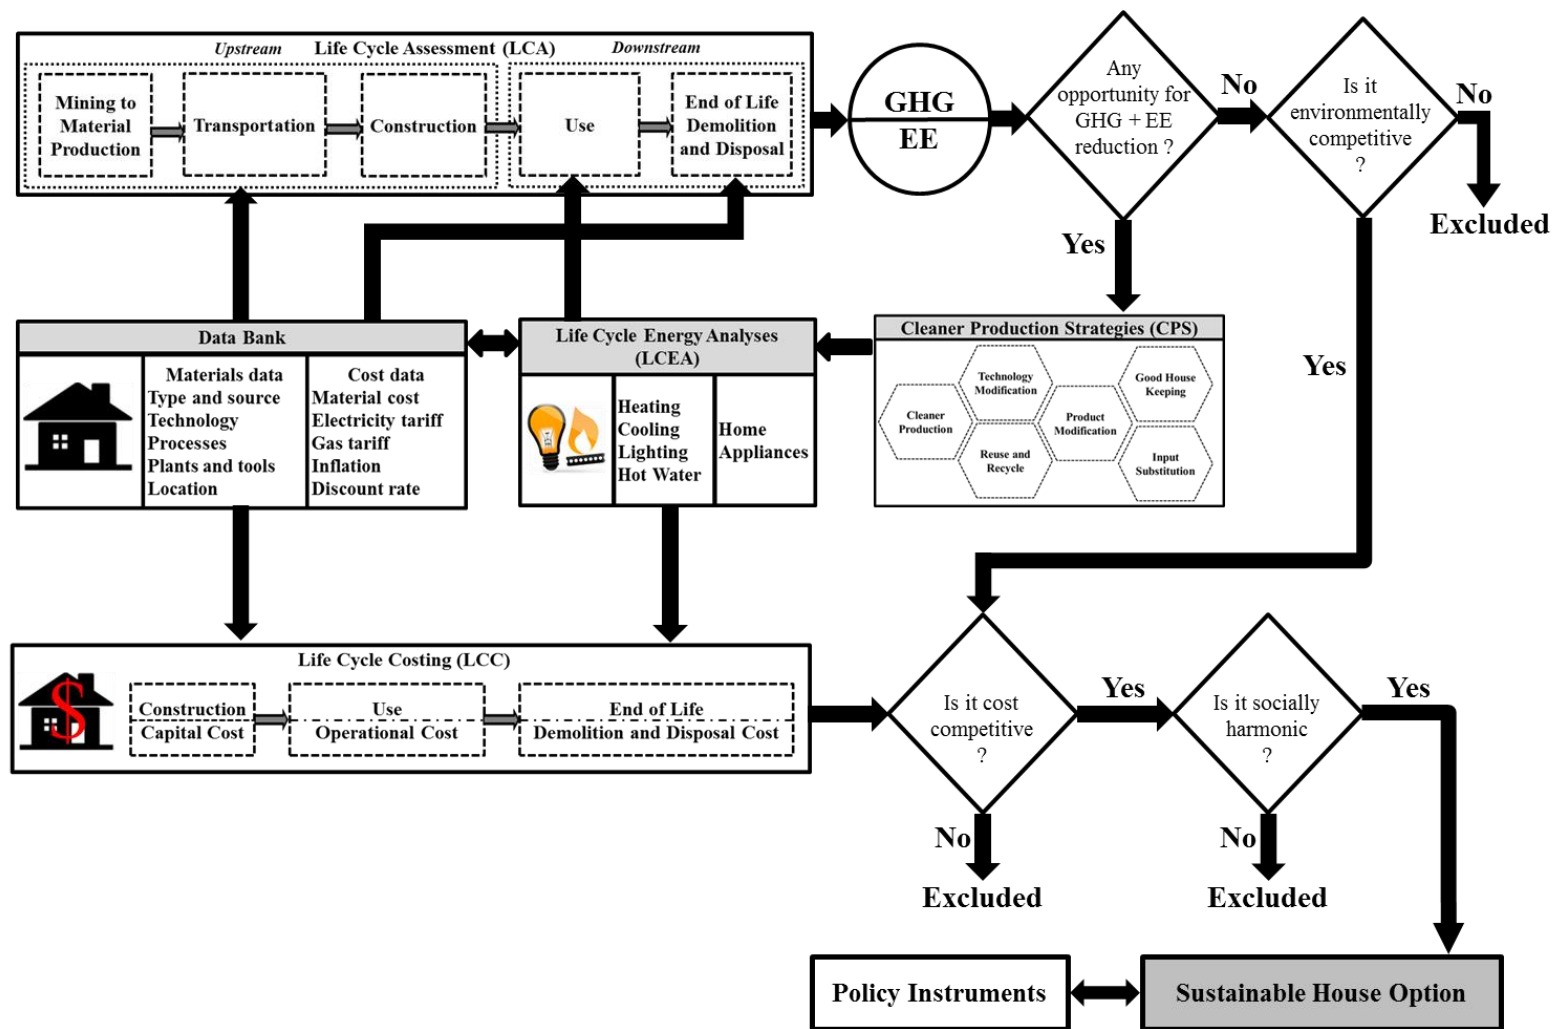 Upstream
Life Cycle Assessment (LCA)
Downstream
Mining to
Material
Production
Transportation
Construction
Use
End of Life
Demolition
and Disposal
GHG
EE
Any
opportunity for
GHG + EE
reduction ?
No
Is it
environmentally
competitive
?
No
Excluded
Yes
Yes
Data Bank
Materials data
Type and source
Technology
Processes
Plants and tools
Location
Cost data
Material cost
Electricity tariff
Gas tariff
Inflation
Discount rate
Life Cycle Energy Analyses
(LCEA)
Heating
Cooling
Lighting
Hot Water
Home
Appliances
Cleaner Production Strategies (CPS)
Cleaner
Production
Technology
Modification
Reuse and
Recycle
Product
Modification
Good House
Keeping
Input
Substitution
Life Cycle Costing (LCC)
$
Construction
Capital Cost
Use
Operational Cost
End of Life
Demolition and Disposal Cost
Is it cost
competitive
?
Yes
Is it socially
harmonic
?
Yes
No
Excluded
No
Excluded
Policy Instruments
Sustainable House Option